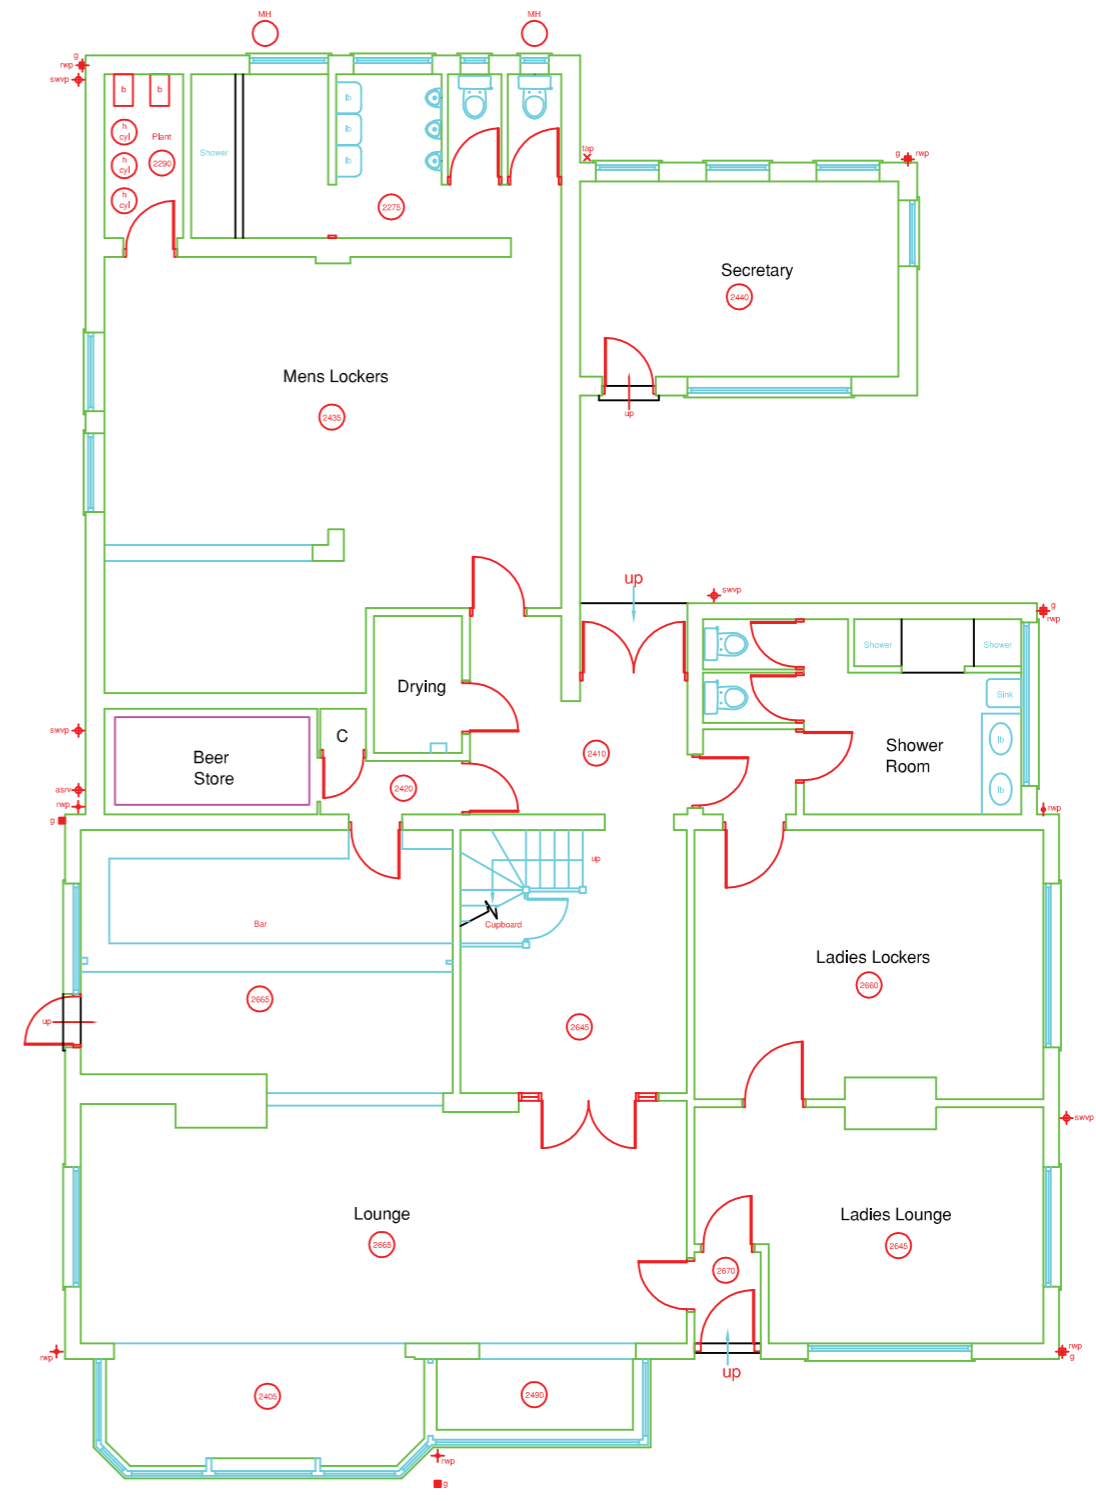 MH
MH
g
rwp
swvp
b
b
h
cyl
Plant
h
cyl
2290
h
cyl
Shower
lb
lb
lb
2275
tap
g
rwp
Secretary
2440
up
Mens Lockers
2435
up
swvp
g
rwp
Shower
Shower
Sink
lb
lb
Shower
Room
Drying
C
Beer
Store
swvp
asrv
rwp
g
2420
2410
rwp
up
Cupboard
Bar
2665
up
2645
Ladies Lockers
2660
swvp
Lounge
2665
Ladies Lounge
2645
2670
up
rwp
rwp
g
2405
2490
rwp
g